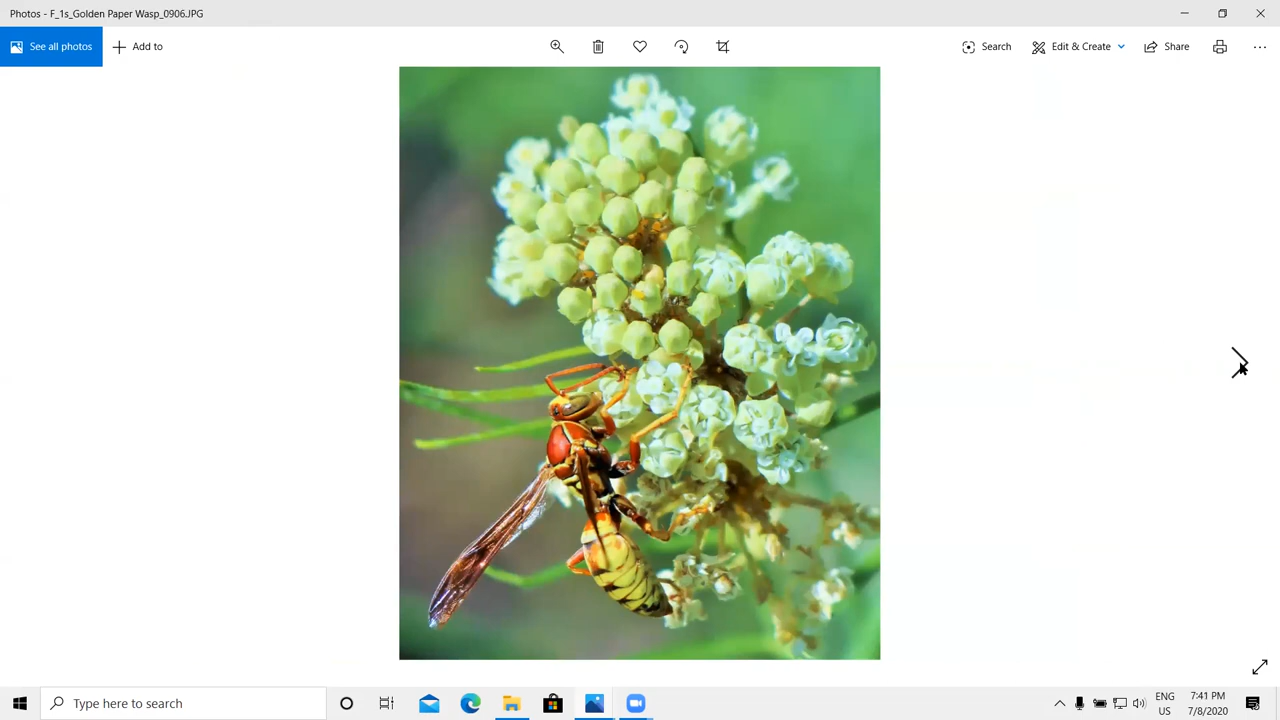 Photos - F_1s_Golden Paper Wasp_0906.JPG
See all photos
Add to
Search
Edit & Create
Share
Type here to search
ENG
US
7:41 PM
7/8/2020